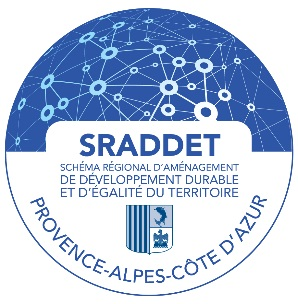 SRADDET
SCHÉMA RÉGIONAL D'AMÉNAGEMENT
DE DÉVELOPPEMENT DURABLE
ET D'ÉGALITÉ DU TERRITOIRE
PROVENCE-ALPES-CÔTE D'AZUR